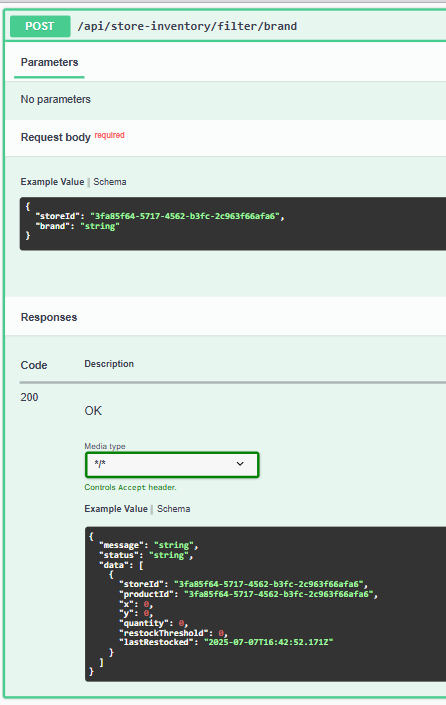 POST /api/store-inventory/filter/brand
Parameters
No parameters
Request body required
Example Value Schema
{
  "storeId": "3fa85f64-5717-4562-b3fc-2c963f66afa6",
  "brand": "string"
}
Responses
Code Description
200
OK
Media type
*/*
Controls Accept header.
Example Value Schema
{
  "message": "string",
  "status": "string",
  "data": [
    {
      "storeId": "3fa85f64-5717-4562-b3fc-2c963f66afa6",
      "productId": "3fa85f64-5717-4562-b3fc-2c963f66afa6",
      "x": 0,
      "y": 0,
      "quantity": 0,
      "restockThreshold": 0,
      "lastRestocked": "2025-07-07T16:42:52.171Z"
    }
  ]
}